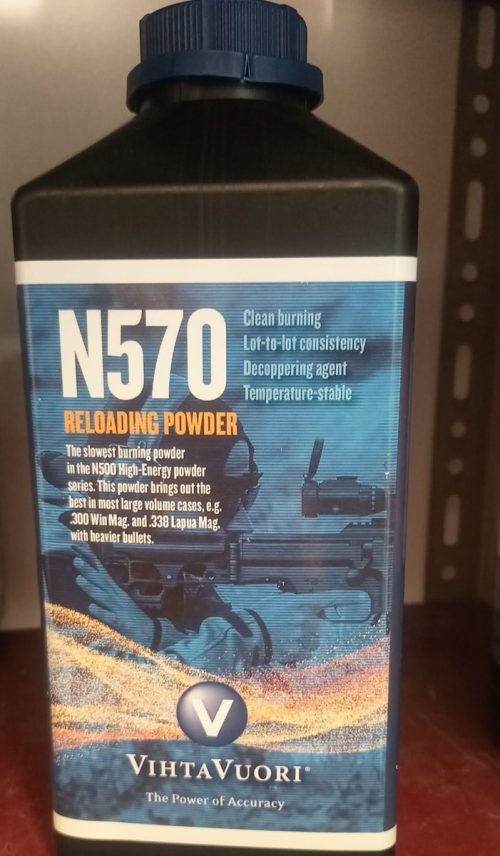 N570
RELOADING POWDER
Clean burning
Lot-to-lot consistency
Decoppering agent
Temperature-stable
The slowest burning powder
in the N500 High-Energy powder
series. This powder brings out the
best in most large volume cases, e.g.
.300 Win Mag. and .338 Lapua Mag.
with heavier bullets.
V
VIHTAVUORI®
The Power of Accuracy